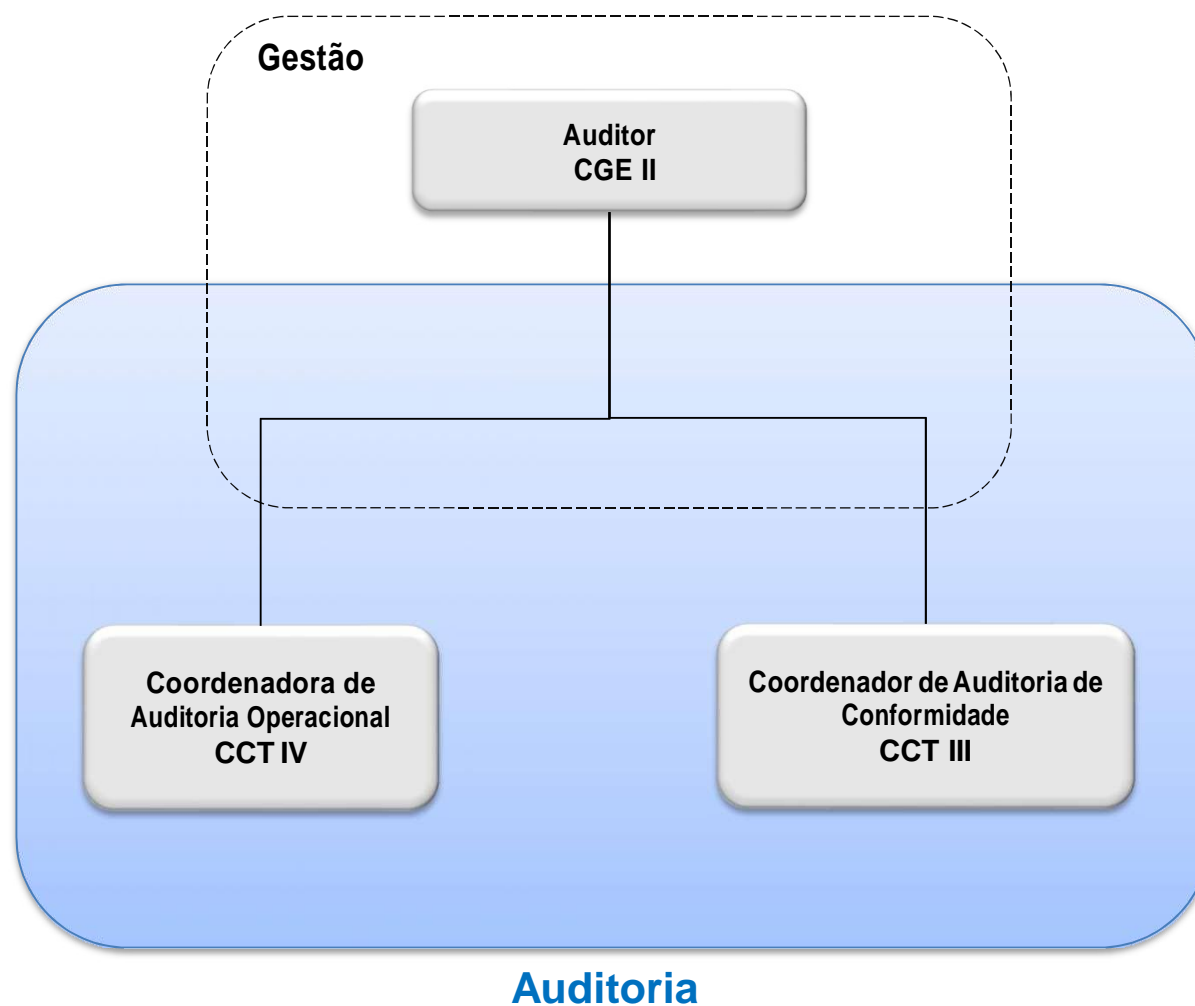 Gestão
Auditor
CGE II
Coordenadora de
Auditoria Operacional
CCT IV
Coordenador de Auditoria de
Conformidade
CCT III
Auditoria